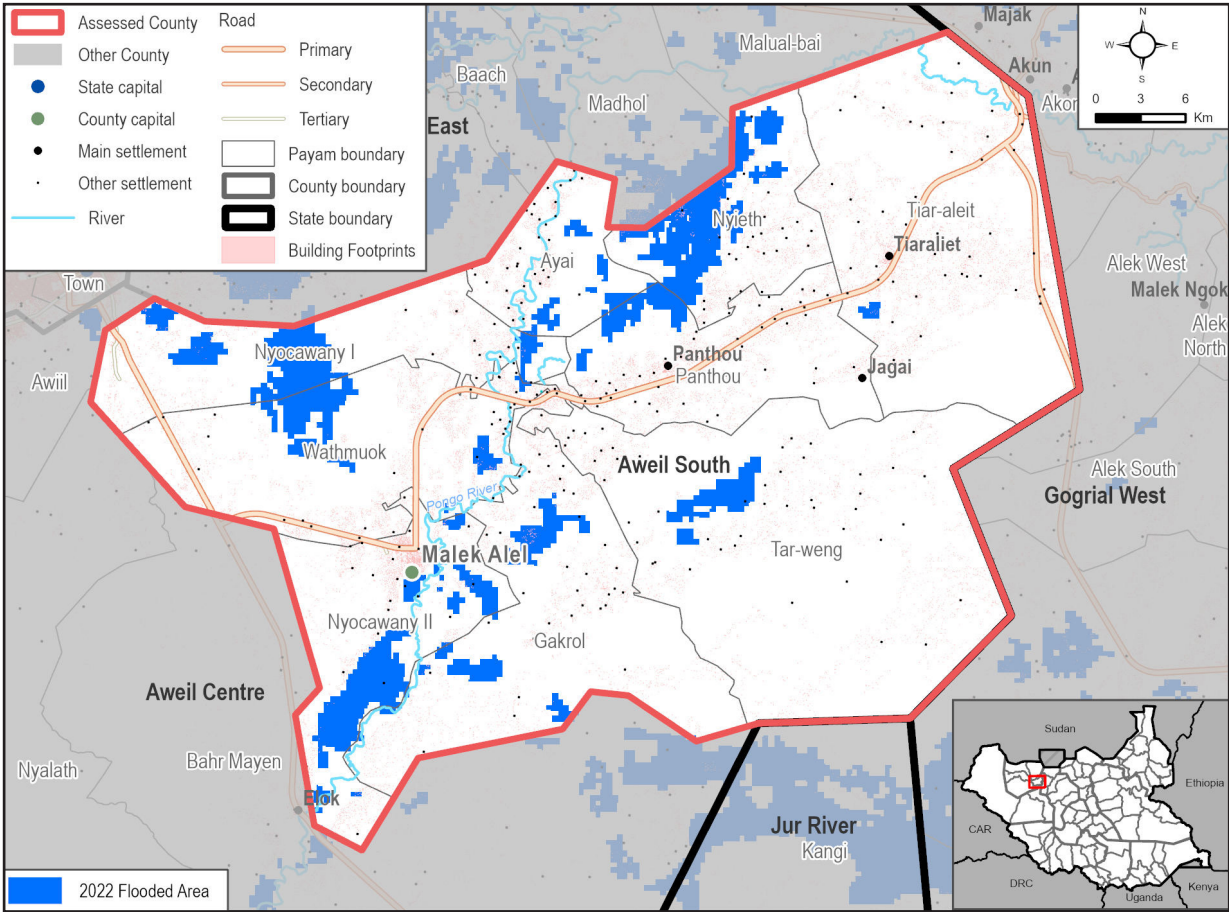 Assessed County
Other County
State capital
County capital
Main settlement
Other settlement
River
Road
Primary
Secondary
Tertiary
Payam boundary
County boundary
State boundary
Building Footprints
N
W
E
S
0 3 6
Km
Majak
Malual-bai
Akun
Baach
Madhol
East
Nyieth
Tiar-aleit
Tiaraliet
Ayai
Alek West
Malek Ngok
Alek
North
Town
Nyocawany I
Awiil
Panthou
Panthou
Jagai
Wathmuok
Aweil South
Alek South
Gogrial West
Pongo River
Tar-weng
Malek Alel
Nyocawany II
Gakrol
Aweil Centre
Bahr Mayen
Nyalath
Elok
Jur River
Kangi
2022 Flooded Area
Sudan
Ethiopia
CAR
DRC
Uganda
Kenya